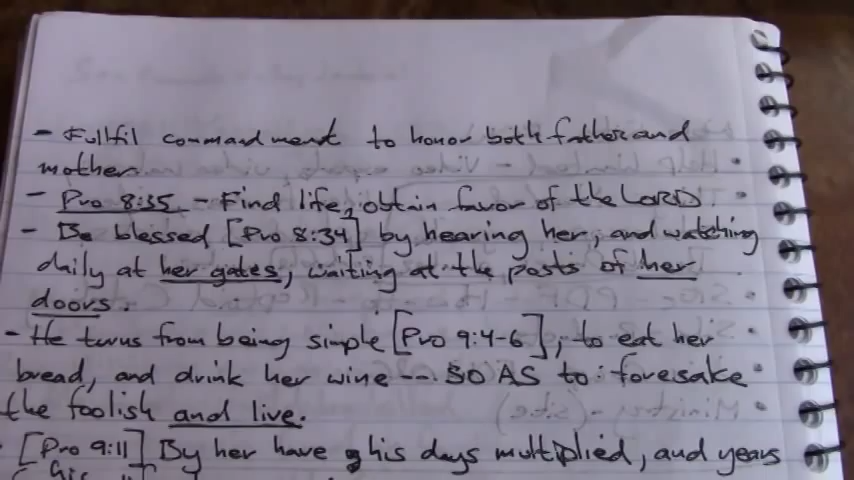 - Fullfil commandment to honor both father and
mother.
- Pro 8:35 - Find life, obtain favor of the LORD.
- Be blessed [Pro 8:34] by hearing her, and watching
daily at her gates, waiting at the posts of her
doors.
- He turns from being simple [Pro 9:4-6], to eat her
bread, and drink her wine --- SO AS to foresake
the foolish and live.
- [Pro 9:11] By her have his days multiplied, and years